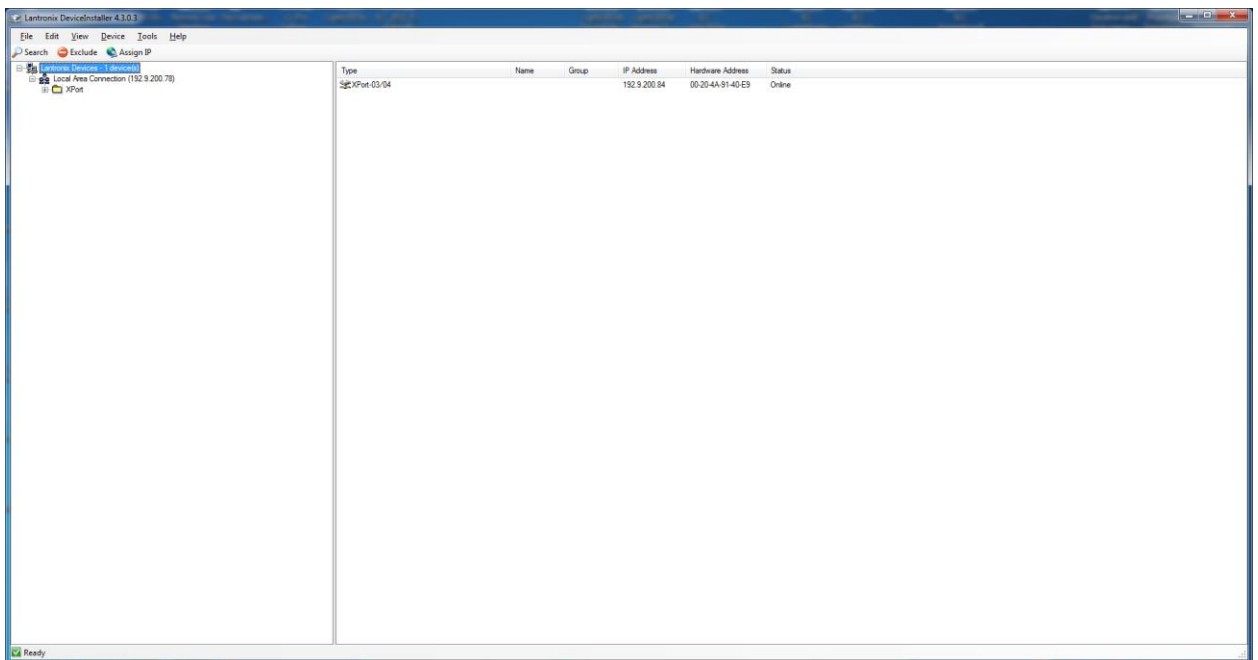 Lantronix DeviceInstaller 4.3.0.3
File Edit View Device Tools Help
Search Exclude Assign IP
Lantronix Devices - 1 device(s)
Local Area Connection (192.9.200.78)
XPort
Type Name Group IP Address Hardware Address Status
XPort-03/04 192.9.200.84 00-20-4A-91-40-E9 Online
Ready